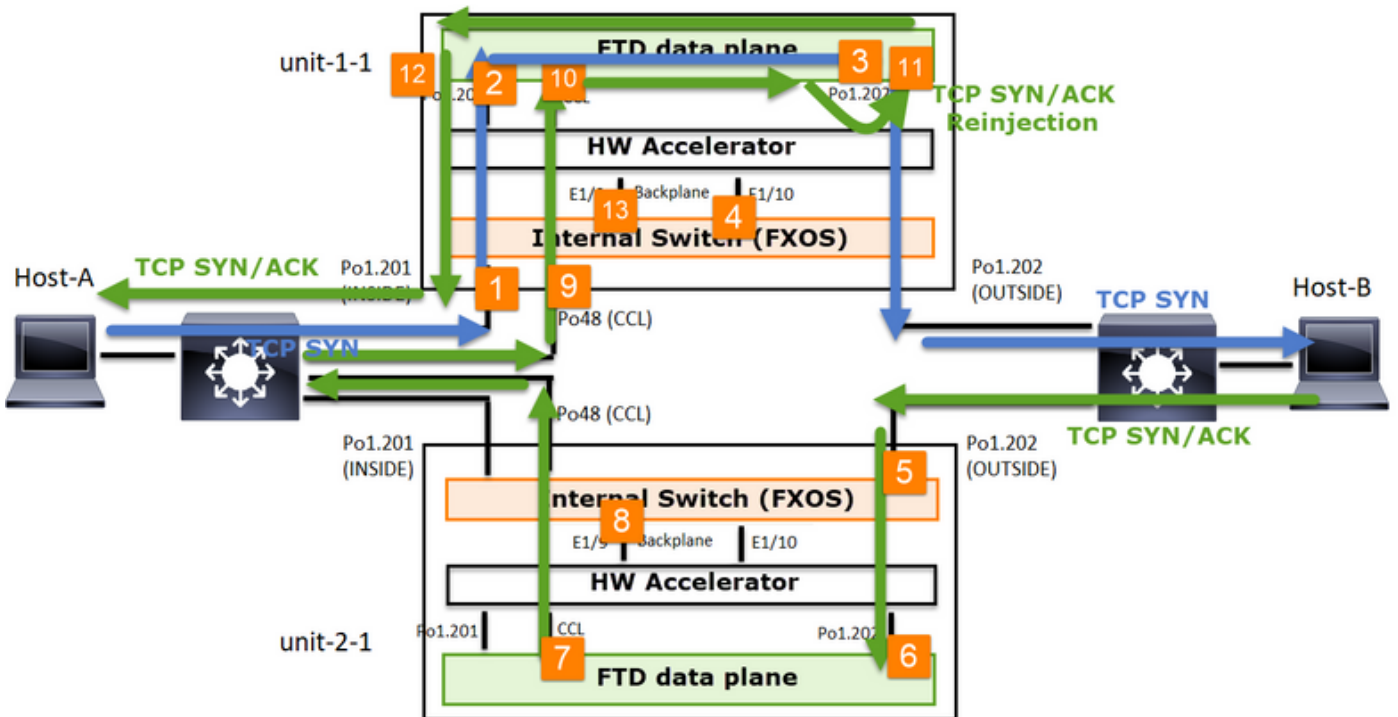 unit-1-1
FTD data plane
12
2
10
3
11
CCL
Po1.202
TCP SYN/ACK
Reinjection
HW Accelerator
Backplane
E1/10
13
4
Internal Switch (FXOS)
Host-A
TCP SYN/ACK
Po1.201
(INSIDE)
1
9
Po1.202
(OUTSIDE)
TCP SYN
Host-B
Po48 (CCL)
TCP SYN
Po48 (CCL)
Po1.201
(INSIDE)
Po1.202
(OUTSIDE)
TCP SYN/ACK
5
Internal Switch (FXOS)
8
E1/9
Backplane
E1/10
HW Accelerator
unit-2-1
Po1.201
CCL
Po1.202
7
6
FTD data plane